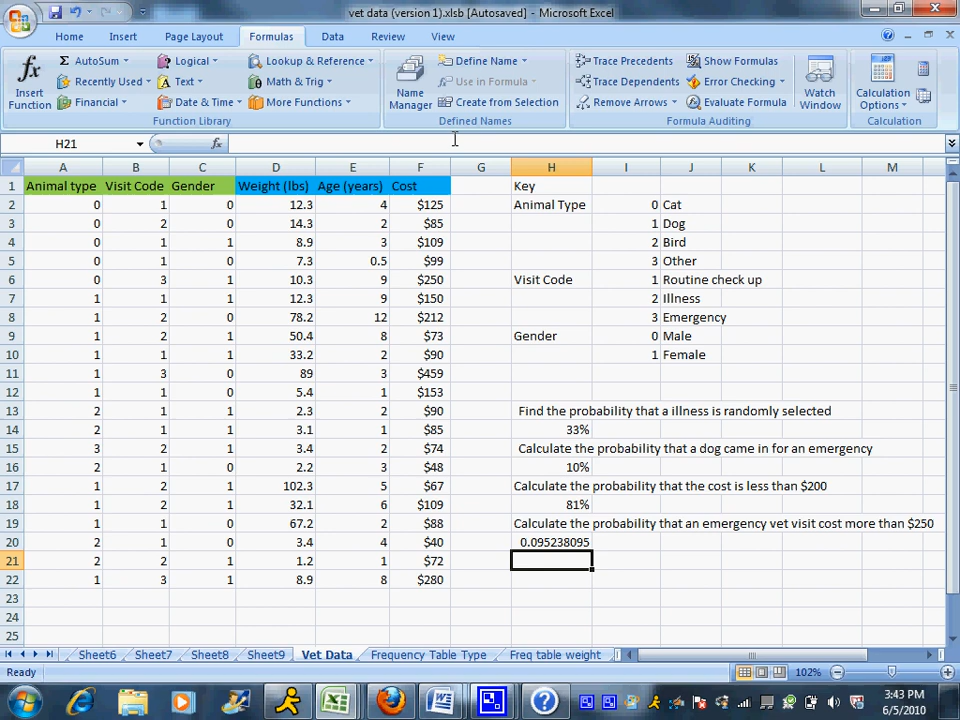 vet data (version 1).xlsb [Autosaved] - Microsoft Excel
Home Insert Page Layout Formulas Data Review View
AutoSum Logical Lookup & Reference Define Name Trace Precedents Show Formulas
Recently Used Text Math & Trig Use in Formula Trace Dependents Error Checking
Financial Date & Time More Functions Create from Selection Remove Arrows Evaluate Formula
fx Insert Function Name Manager Watch Window Calculation Options
Function Library Defined Names Formula Auditing Calculation
H21 fx
A B C D E F G H I J K L M
1 Animal type Visit Code Gender Weight (lbs) Age (years) Cost Key
2 0 1 0 12.3 4 $125 Animal Type 0 Cat
3 0 2 0 14.3 2 $85 1 Dog
4 0 1 1 8.9 3 $109 2 Bird
5 0 1 0 7.3 0.5 $99 3 Other
6 0 3 1 10.3 9 $250 Visit Code 1 Routine check up
7 1 1 1 12.3 9 $150 2 Illness
8 1 2 0 78.2 12 $212 3 Emergency
9 1 2 1 50.4 8 $73 Gender 0 Male
10 1 1 1 33.2 2 $90 1 Female
11 1 3 0 89 3 $459
12 1 1 0 5.4 1 $153
13 2 1 1 2.3 2 $90 Find the probability that a illness is randomly selected
14 2 1 1 3.1 1 $85 33%
15 3 2 1 3.4 2 $74 Calculate the probability that a dog came in for an emergency
16 2 1 0 2.2 3 $48 10%
17 1 2 1 102.3 5 $67 Calculate the probability that the cost is less than $200
18 1 2 1 32.1 6 $109 81%
19 1 1 0 67.2 2 $88 Calculate the probability that an emergency vet visit cost more than $250
20 2 1 0 3.4 4 $40 0.095238095
21 2 2 1 1.2 1 $72
22 1 3 1 8.9 8 $280
23
24
25
Sheet6 Sheet7 Sheet8 Sheet9 Vet Data Frequency Table Type Freq table weight
Ready 102%
3:43 PM
6/5/2010